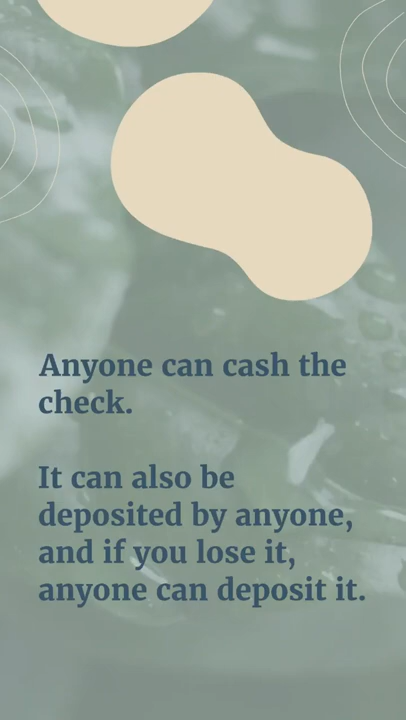 Anyone can cash the
check.
It can also be
deposited by anyone,
and if you lose it,
anyone can deposit it.